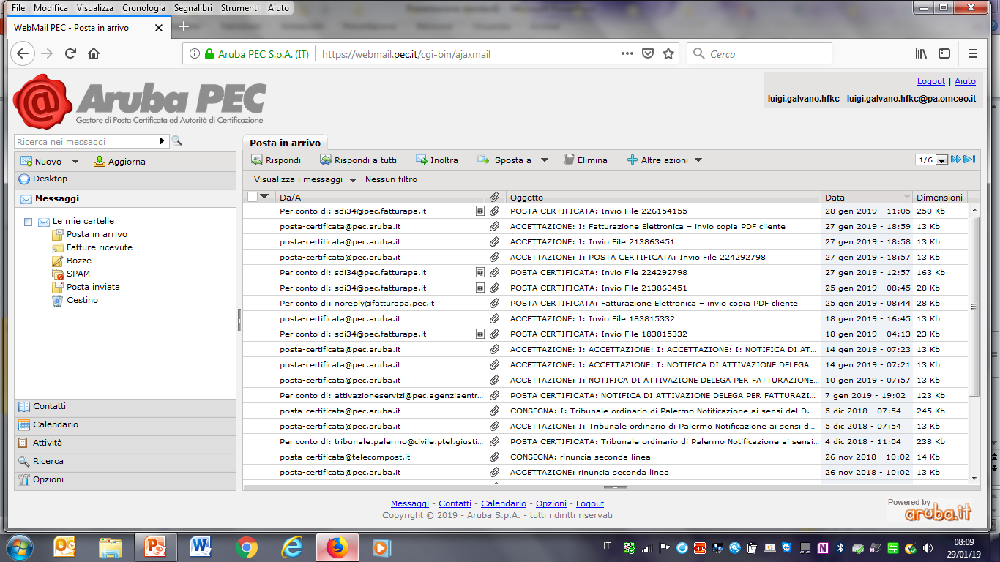 File Modifica Visualizza Cronologia Segnalibri Strumenti Aiuto
WebMail PEC - Posta in arrivo
Aruba PEC S.p.A. (IT) https://webmail.pec.it/cgi-bin/ajaxmail Cerca
Aruba PEC
Gestore di Posta Certificata ed Autorità di Certificazione
Logout | Aiuto
luigi.galvano.hfkc - luigi.galvano.hfkc@pa.omceo.it
Ricerca nei messaggi
Nuovo Aggiorna
Desktop
Messaggi
Le mie cartelle
Posta in arrivo
Fatture ricevute
Bozze
SPAM
Posta inviata
Cestino
Contatti
Calendario
Attività
Ricerca
Opzioni
Posta in arrivo
Rispondi Rispondi a tutti Inoltra Sposta a Elimina Altre azioni 1/6
Visualizza i messaggi Nessun filtro
Da/A Oggetto Data Dimensioni
Per conto di: sdi34@pec.fatturapa.it POSTA CERTIFICATA: Invio File 226154155 28 gen 2019 - 11:05 250 Kb
posta-certificata@pec.aruba.it ACCETTAZIONE: I: Fatturazione Elettronica – invio copia PDF cliente 27 gen 2019 - 18:59 13 Kb
posta-certificata@pec.aruba.it ACCETTAZIONE: I: Invio File 213863451 27 gen 2019 - 18:58 13 Kb
posta-certificata@pec.aruba.it ACCETTAZIONE: I: POSTA CERTIFICATA: Invio File 224292798 27 gen 2019 - 18:57 13 Kb
Per conto di: sdi34@pec.fatturapa.it POSTA CERTIFICATA: Invio File 224292798 27 gen 2019 - 12:57 163 Kb
Per conto di: sdi34@pec.fatturapa.it POSTA CERTIFICATA: Invio File 213863451 25 gen 2019 - 08:45 28 Kb
Per conto di: noreply@fatturapa.pec.it POSTA CERTIFICATA: Fatturazione Elettronica – invio copia PDF cliente 25 gen 2019 - 08:44 28 Kb
posta-certificata@pec.aruba.it ACCETTAZIONE: I: Invio File 183815332 18 gen 2019 - 16:45 13 Kb
Per conto di: sdi34@pec.fatturapa.it POSTA CERTIFICATA: Invio File 183815332 18 gen 2019 - 04:13 23 Kb
posta-certificata@pec.aruba.it ACCETTAZIONE: I: ACCETTAZIONE: I: ACCETTAZIONE: I: NOTIFICA DI AT... 14 gen 2019 - 07:23 13 Kb
posta-certificata@pec.aruba.it ACCETTAZIONE: I: ACCETTAZIONE: I: NOTIFICA DI ATTIVAZIONE DELEGA ... 14 gen 2019 - 07:21 13 Kb
posta-certificata@pec.aruba.it ACCETTAZIONE: I: NOTIFICA DI ATTIVAZIONE DELEGA PER FATTURAZIONE... 10 gen 2019 - 07:57 13 Kb
Per conto di: attivazioneservizi@pec.agenziaentr... POSTA CERTIFICATA: NOTIFICA DI ATTIVAZIONE DELEGA PER FATTURAZI... 7 gen 2019 - 19:02 123 Kb
posta-certificata@pec.aruba.it CONSEGNA: I: Tribunale ordinario di Palermo Notificazione ai sensi del D.... 5 dic 2018 - 07:54 245 Kb
posta-certificata@pec.aruba.it ACCETTAZIONE: I: Tribunale ordinario di Palermo Notificazione ai sensi d... 5 dic 2018 - 07:54 13 Kb
Per conto di: tribunale.palermo@civile.ptel.giusti... POSTA CERTIFICATA: Tribunale ordinario di Palermo Notificazione ai sensi... 4 dic 2018 - 11:04 238 Kb
posta-certificata@telecompost.it CONSEGNA: rinuncia seconda linea 26 nov 2018 - 10:02 14 Kb
posta-certificata@pec.aruba.it ACCETTAZIONE: rinuncia seconda linea 26 nov 2018 - 10:02 13 Kb
Messaggi - Contatti - Calendario - Opzioni - Logout
Copyright © 2019 - Aruba S.p.A. - tutti i diritti riservati
Powered by
aruba.it
IT
08:09
29/01/19